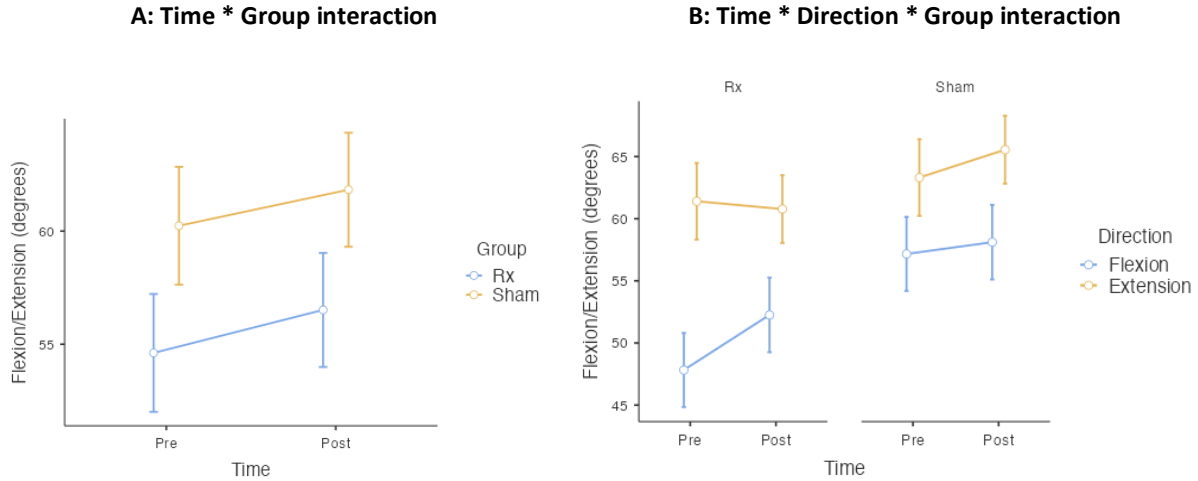 A: Time * Group interaction
Flexion/Extension (degrees)
60
55
Pre
Post
Time
Group
Rx
Sham
B: Time * Direction * Group interaction
Rx
Sham
Flexion/Extension (degrees)
65
60
55
50
45
Pre
Post
Pre
Post
Time
Direction
Flexion
Extension